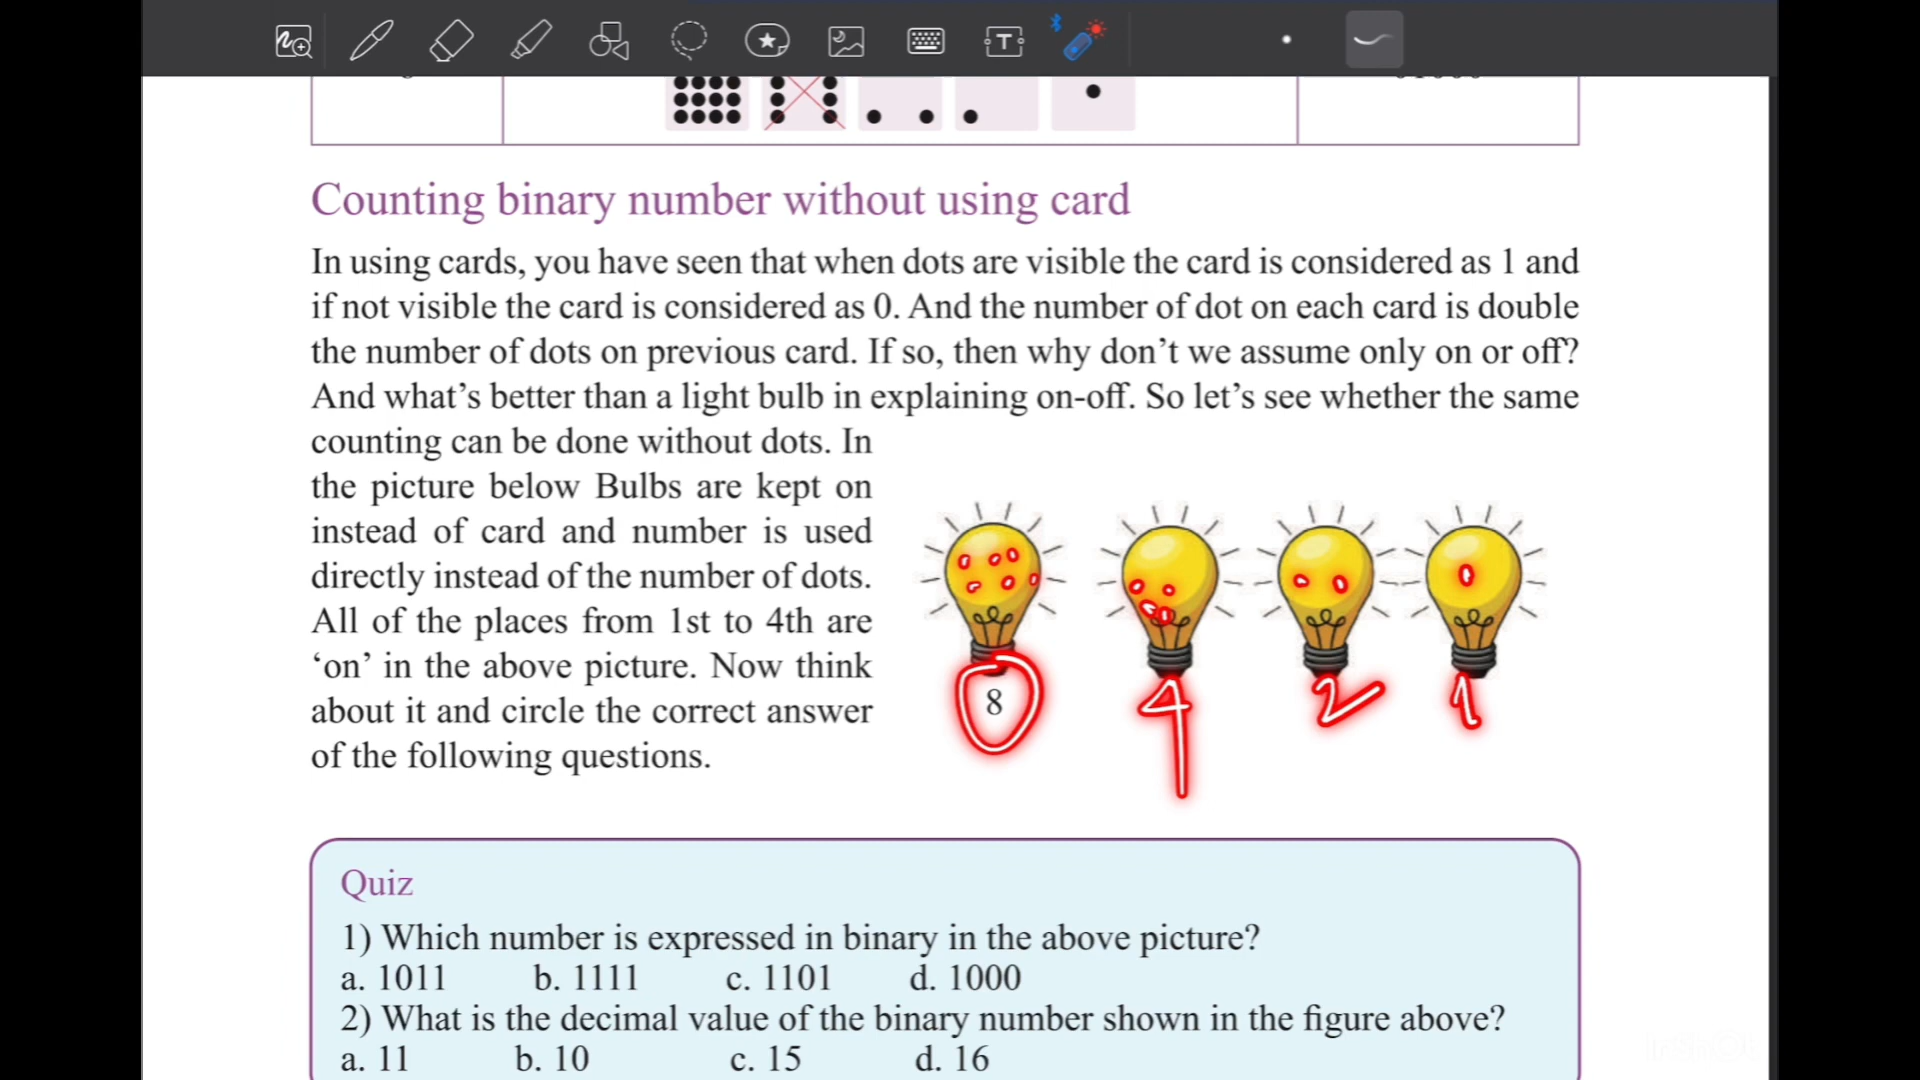 Counting binary number without using card
In using cards, you have seen that when dots are visible the card is considered as 1 and
if not visible the card is considered as 0. And the number of dot on each card is double
the number of dots on previous card. If so, then why don’t we assume only on or off?
And what’s better than a light bulb in explaining on-off. So let’s see whether the same
counting can be done without dots. In
the picture below Bulbs are kept on
instead of card and number is used
directly instead of the number of dots.
All of the places from 1st to 4th are
‘on’ in the above picture. Now think
about it and circle the correct answer
of the following questions.
8 4 2 1
Quiz
1) Which number is expressed in binary in the above picture?
a. 1011 b. 1111 c. 1101 d. 1000
2) What is the decimal value of the binary number shown in the figure above?
a. 11 b. 10 c. 15 d. 16